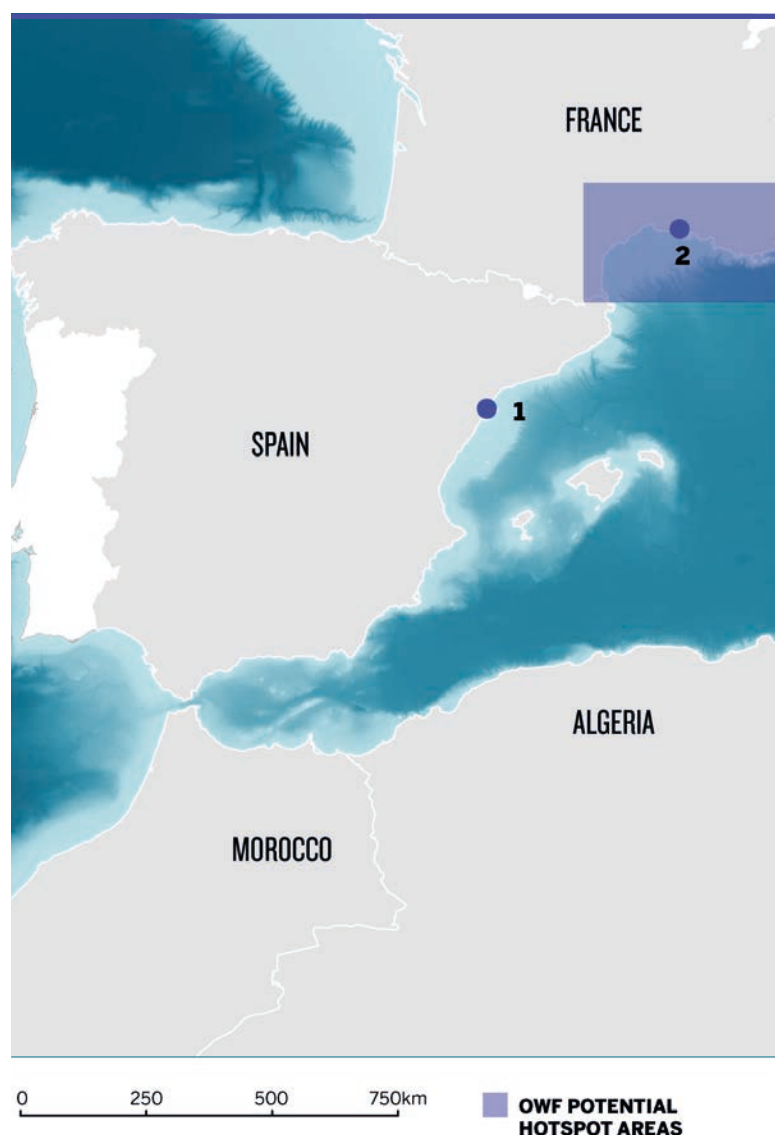 FRANCE
2
1
SPAIN
ALGERIA
MOROCCO
0 250 500 750km
OWF POTENTIAL
HOTSPOT AREAS